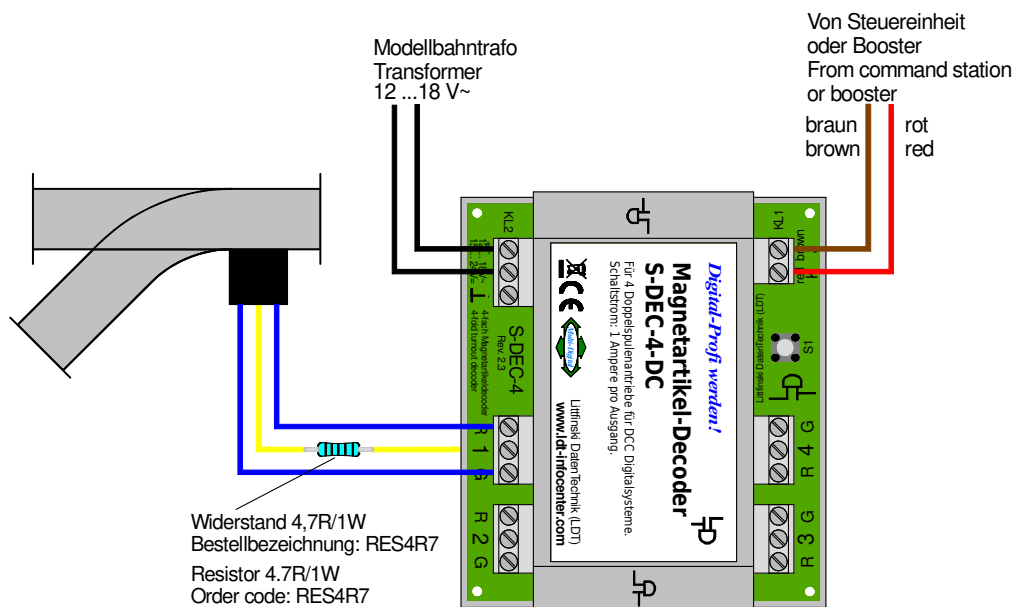 Modellbahntrafo
Transformer
12 ...18 V~
Von Steuereinheit
oder Booster
From command station
or booster
braun
brown
rot
red
KL2
KL1
red brown
4-fach Magnetartikeldecoder
4-fold turnout decoder
S-DEC-4
Rev. 2.3
Digital-Profi werden!
Magnetartikel-Decoder
S-DEC-4-DC
Für 4 Doppelspulenantriebe für DCC Digitalsysteme.
Schaltstrom: 1 Ampere pro Ausgang.
CE
Multi-Digital
Littfinski DatenTechnik (LDT)
www.ldt-infocenter.com
S1
Littfinski DatenTechnik (LDT)
R 1 G
R 2 G
R 4 G
R 3 G
Widerstand 4,7R/1W
Bestellbezeichnung: RES4R7
Resistor 4.7R/1W
Order code: RES4R7